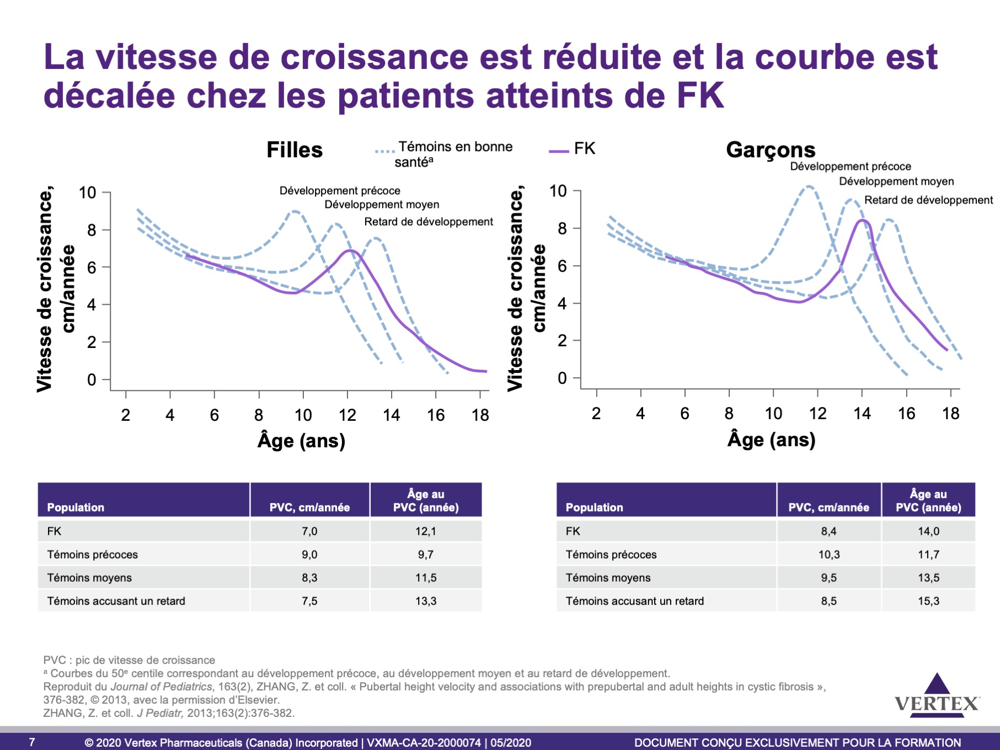 La vitesse de croissance est réduite et la courbe est
décalée chez les patients atteints de FK
Filles
Témoins en bonne
santéᵃ
FK
Garçons
Vitesse de croissance,
cm/année
10
8
6
4
2
0
Développement précoce
Développement moyen
Retard de développement
2 4 6 8 10 12 14 16 18
Âge (ans)
Vitesse de croissance,
cm/année
10
8
6
4
2
0
Développement précoce
Développement moyen
Retard de développement
2 4 6 8 10 12 14 16 18
Âge (ans)
Population PVC, cm/année Âge au
PVC (année)
FK 7,0 12,1
Témoins précoces 9,0 9,7
Témoins moyens 8,3 11,5
Témoins accusant un retard 7,5 13,3
Population PVC, cm/année Âge au
PVC (année)
FK 8,4 14,0
Témoins précoces 10,3 11,7
Témoins moyens 9,5 13,5
Témoins accusant un retard 8,5 15,3
PVC : pic de vitesse de croissance
ᵃ Courbes du 50ᵉ centile correspondant au développement précoce, au développement moyen et au retard de développement.
Reproduit du Journal of Pediatrics, 163(2), ZHANG, Z. et coll. « Pubertal height velocity and associations with prepubertal and adult heights in cystic fibrosis »,
376-382, © 2013, avec la permission d’Elsevier.
ZHANG, Z. et coll. J Pediatr, 2013;163(2):376-382.
VERTEX
7 © 2020 Vertex Pharmaceuticals (Canada) Incorporated | VXMA-CA-20-2000074 | 05/2020 DOCUMENT CONÇU EXCLUSIVEMENT POUR LA FORMATION